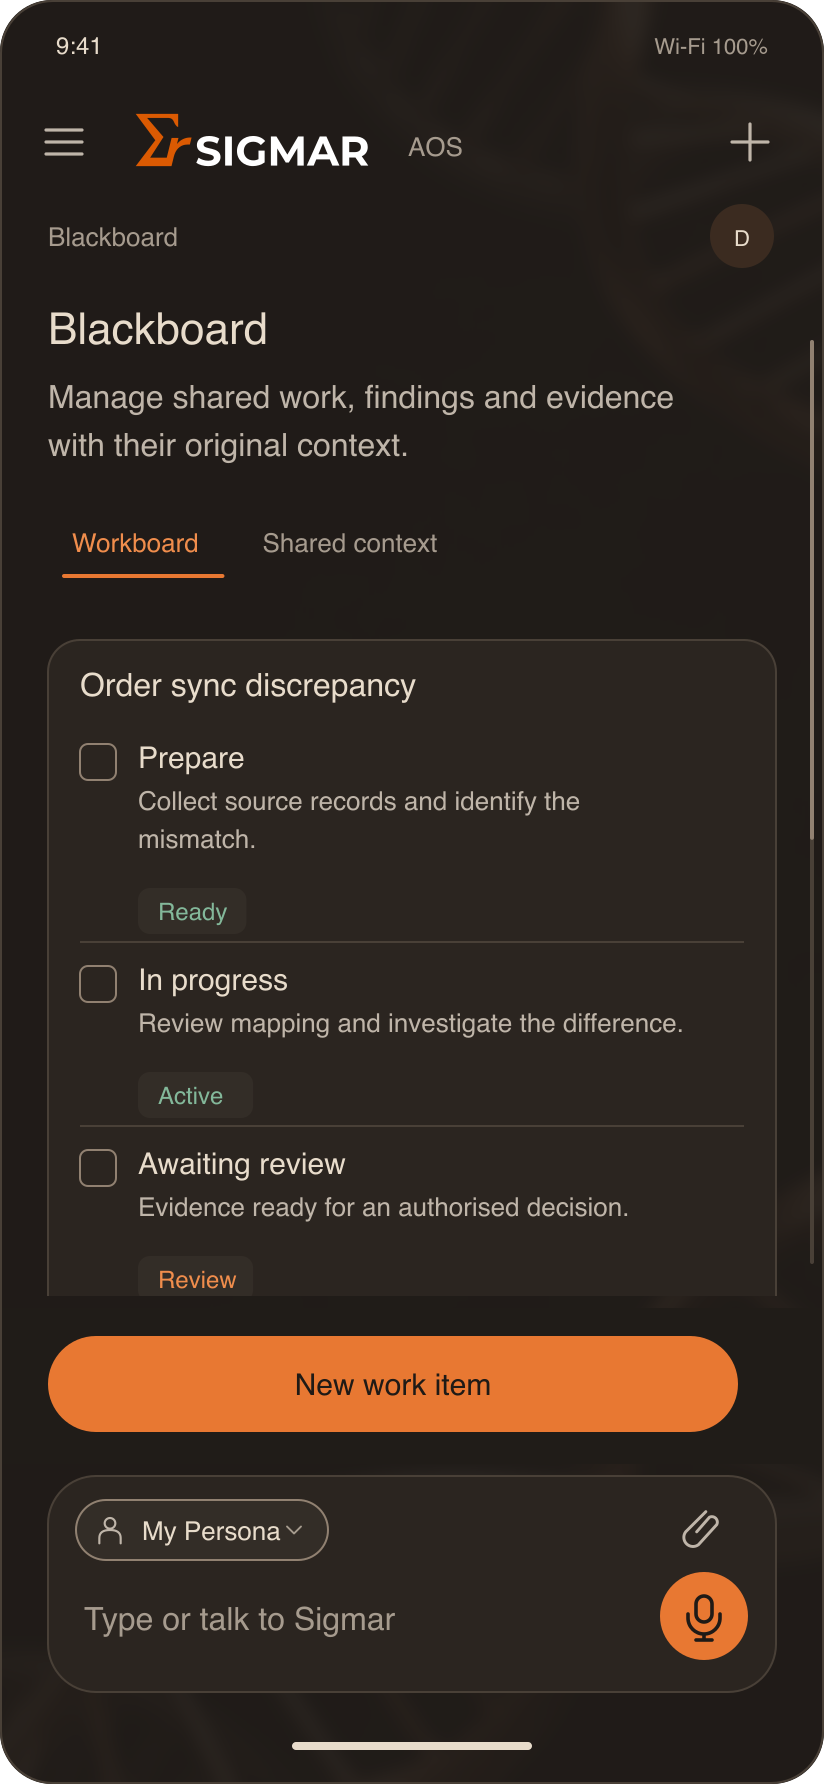 9:41
Wi-Fi 100%
Σr SIGMAR AOS
Blackboard
D
Blackboard
Manage shared work, findings and evidence
with their original context.
Workboard Shared context
Order sync discrepancy
Prepare
Collect source records and identify the
mismatch.
Ready
In progress
Review mapping and investigate the difference.
Active
Awaiting review
Evidence ready for an authorised decision.
Review
New work item
My Persona
Type or talk to Sigmar